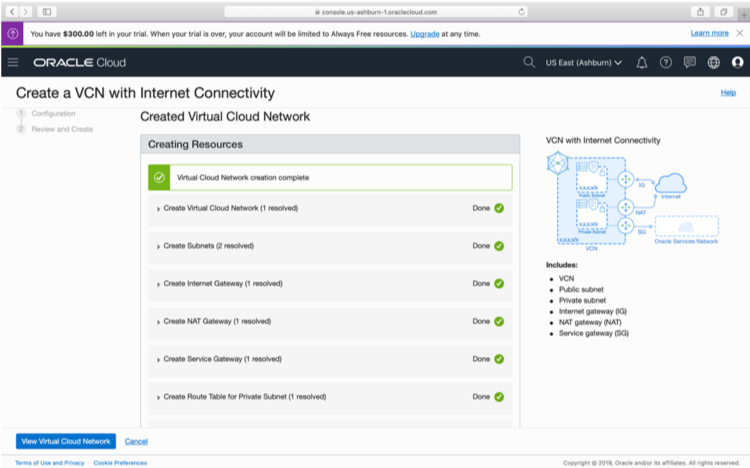 console.us-ashburn-1.oraclecloud.com
You have $300.00 left in your trial. When your trial is over, your account will be limited to Always Free resources. Upgrade at any time.
Learn more
ORACLE Cloud
US East (Ashburn)
Create a VCN with Internet Connectivity
Help
1 Configuration
2 Review and Create
Created Virtual Cloud Network
Creating Resources
Virtual Cloud Network creation complete
Create Virtual Cloud Network (1 resolved) Done
Create Subnets (2 resolved) Done
Create Internet Gateway (1 resolved) Done
Create NAT Gateway (1 resolved) Done
Create Service Gateway (1 resolved) Done
Create Route Table for Private Subnet (1 resolved) Done
VCN with Internet Connectivity
x.x.x.x/x
Public Subnet
IG
Internet
NAT
x.x.x.x/x
Private Subnet
SG
x.x.x.x/x
Oracle Services Network
VCN
Includes:
VCN
Public subnet
Private subnet
Internet gateway (IG)
NAT gateway (NAT)
Service gateway (SG)
View Virtual Cloud Network
Cancel
Terms of Use and Privacy
Cookie Preferences
Copyright © 2019, Oracle and/or its affiliates. All rights reserved.